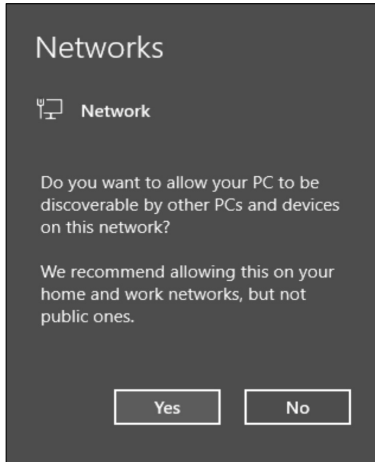 Networks
Network
Do you want to allow your PC to be
discoverable by other PCs and devices
on this network?
We recommend allowing this on your
home and work networks, but not
public ones.
Yes No